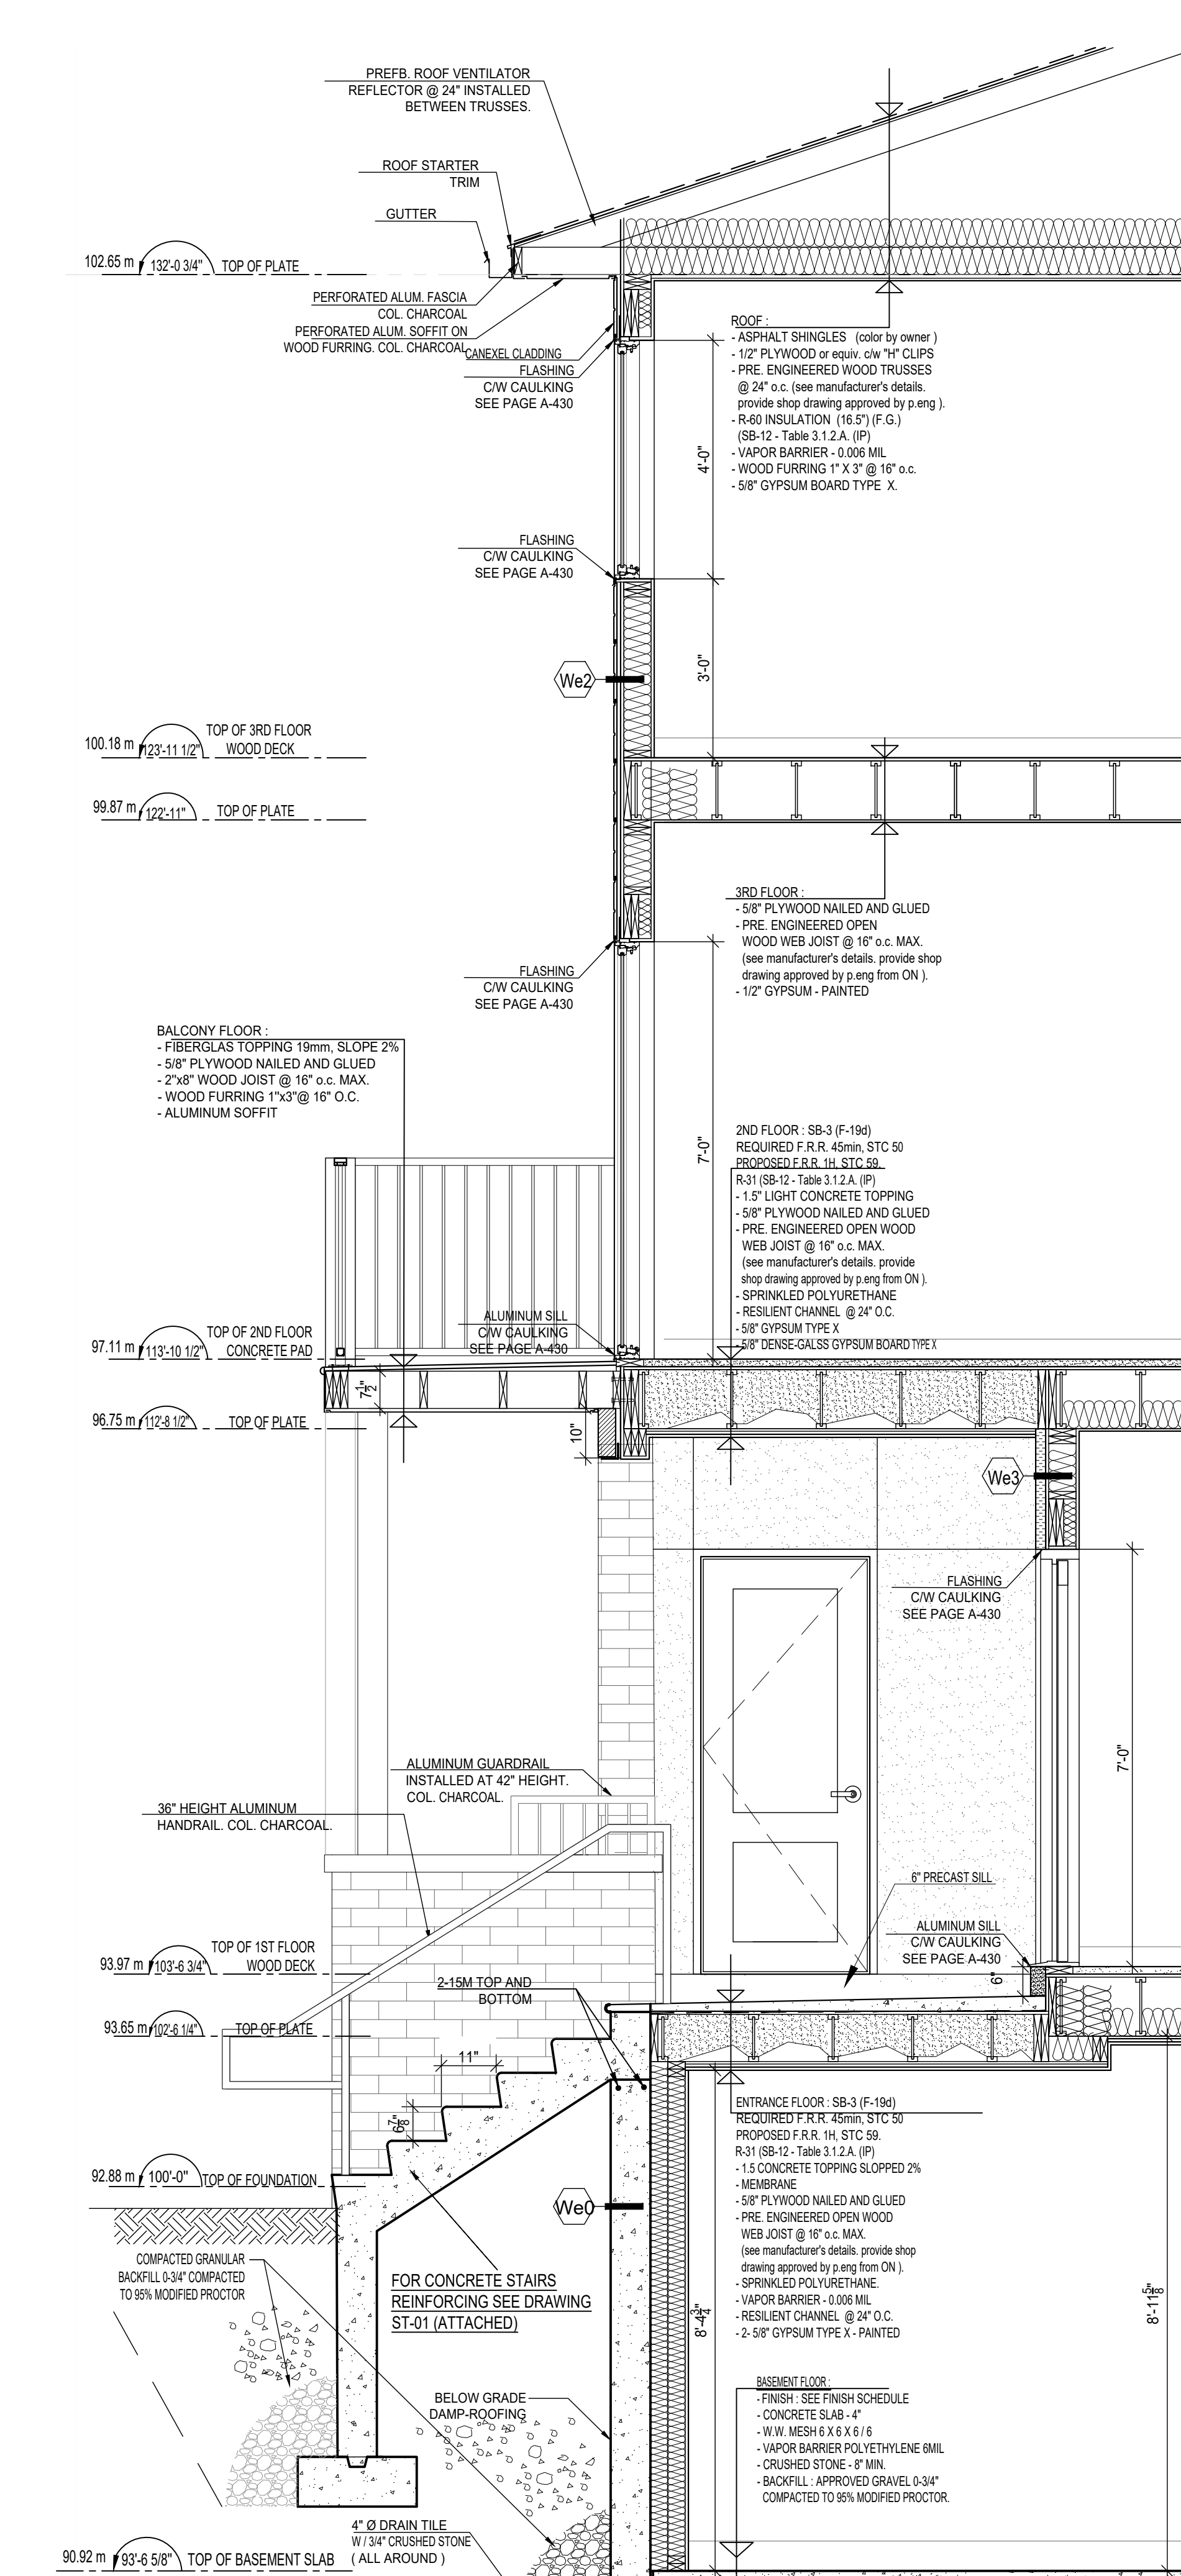 PREFB. ROOF VENTILATOR
REFLECTOR @ 24" INSTALLED
BETWEEN TRUSSES.
ROOF STARTER
TRIM
GUTTER
102.65 m 132'-0 3/4" TOP OF PLATE
PERFORATED ALUM. FASCIA
COL. CHARCOAL
PERFORATED ALUM. SOFFIT ON
WOOD FURRING. COL. CHARCOAL
CANEXEL CLADDING
FLASHING
C/W CAULKING
SEE PAGE A-430
ROOF :
- ASPHALT SHINGLES (color by owner )
- 1/2" PLYWOOD or equiv. c/w "H" CLIPS
- PRE. ENGINEERED WOOD TRUSSES
@ 24" o.c. (see manufacturer's details.
provide shop drawing approved by p.eng ).
- R-60 INSULATION (16.5") (F.G.)
(SB-12 - Table 3.1.2.A. (IP)
- VAPOR BARRIER - 0.006 MIL
- WOOD FURRING 1" X 3" @ 16" o.c.
- 5/8" GYPSUM BOARD TYPE X.
4'-0"
FLASHING
C/W CAULKING
SEE PAGE A-430
3'-0"
We2
100.18 m 123'-11 1/2" TOP OF 3RD FLOOR
WOOD DECK
99.87 m 122'-11" TOP OF PLATE
3RD FLOOR :
- 5/8" PLYWOOD NAILED AND GLUED
- PRE. ENGINEERED OPEN
WOOD WEB JOIST @ 16" o.c. MAX.
(see manufacturer's details. provide shop
drawing approved by p.eng from ON ).
- 1/2" GYPSUM - PAINTED
FLASHING
C/W CAULKING
SEE PAGE A-430
BALCONY FLOOR :
- FIBERGLAS TOPPING 19mm, SLOPE 2%
- 5/8" PLYWOOD NAILED AND GLUED
- 2"x8" WOOD JOIST @ 16" o.c. MAX.
- WOOD FURRING 1"x3"@ 16" O.C.
- ALUMINUM SOFFIT
7'-0"
2ND FLOOR : SB-3 (F-19d)
REQUIRED F.R.R. 45min, STC 50
PROPOSED F.R.R. 1H, STC 59.
R-31 (SB-12 - Table 3.1.2.A. (IP)
- 1.5" LIGHT CONCRETE TOPPING
- 5/8" PLYWOOD NAILED AND GLUED
- PRE. ENGINEERED OPEN WOOD
WEB JOIST @ 16" o.c. MAX.
(see manufacturer's details. provide
shop drawing approved by p.eng from ON ).
- SPRINKLED POLYURETHANE
- RESILIENT CHANNEL @ 24" O.C.
- 5/8" GYPSUM TYPE X
- 5/8" DENSE-GALSS GYPSUM BOARD TYPE X
ALUMINUM SILL
C/W CAULKING
SEE PAGE A-430
97.11 m 113'-10 1/2" TOP OF 2ND FLOOR
CONCRETE PAD
7 1/2"
96.75 m 112'-8 1/2" TOP OF PLATE
10"
We3
FLASHING
C/W CAULKING
SEE PAGE A-430
7'-0"
ALUMINUM GUARDRAIL
INSTALLED AT 42" HEIGHT.
COL. CHARCOAL.
36" HEIGHT ALUMINUM
HANDRAIL. COL. CHARCOAL.
6" PRECAST SILL
ALUMINUM SILL
C/W CAULKING
SEE PAGE A-430
6"
93.97 m 103'-6 3/4" TOP OF 1ST FLOOR
WOOD DECK
2-15M TOP AND
BOTTOM
93.65 m 102'-6 1/4" TOP OF PLATE
11"
6 7/8"
ENTRANCE FLOOR : SB-3 (F-19d)
REQUIRED F.R.R. 45min, STC 50
PROPOSED F.R.R. 1H, STC 59.
R-31 (SB-12 - Table 3.1.2.A. (IP)
- 1.5 CONCRETE TOPPING SLOPPED 2%
- MEMBRANE
- 5/8" PLYWOOD NAILED AND GLUED
- PRE. ENGINEERED OPEN WOOD
WEB JOIST @ 16" o.c. MAX.
(see manufacturer's details. provide shop
drawing approved by p.eng from ON ).
- SPRINKLED POLYURETHANE.
- VAPOR BARRIER - 0.006 MIL
- RESILIENT CHANNEL @ 24" O.C.
- 2- 5/8" GYPSUM TYPE X - PAINTED
92.88 m 100'-0" TOP OF FOUNDATION
We0
COMPACTED GRANULAR
BACKFILL 0-3/4" COMPACTED
TO 95% MODIFIED PROCTOR
FOR CONCRETE STAIRS
REINFORCING SEE DRAWING
ST-01 (ATTACHED)
8'-4 3/4"
8'-11 5/8"
BELOW GRADE
DAMP-ROOFING
BASEMENT FLOOR :
- FINISH : SEE FINISH SCHEDULE
- CONCRETE SLAB - 4"
- W.W. MESH 6 X 6 X 6 / 6
- VAPOR BARRIER POLYETHYLENE 6MIL
- CRUSHED STONE - 8" MIN.
- BACKFILL : APPROVED GRAVEL 0-3/4"
COMPACTED TO 95% MODIFIED PROCTOR.
4" Ø DRAIN TILE
W / 3/4" CRUSHED STONE
( ALL AROUND )
90.92 m 93'-6 5/8" TOP OF BASEMENT SLAB